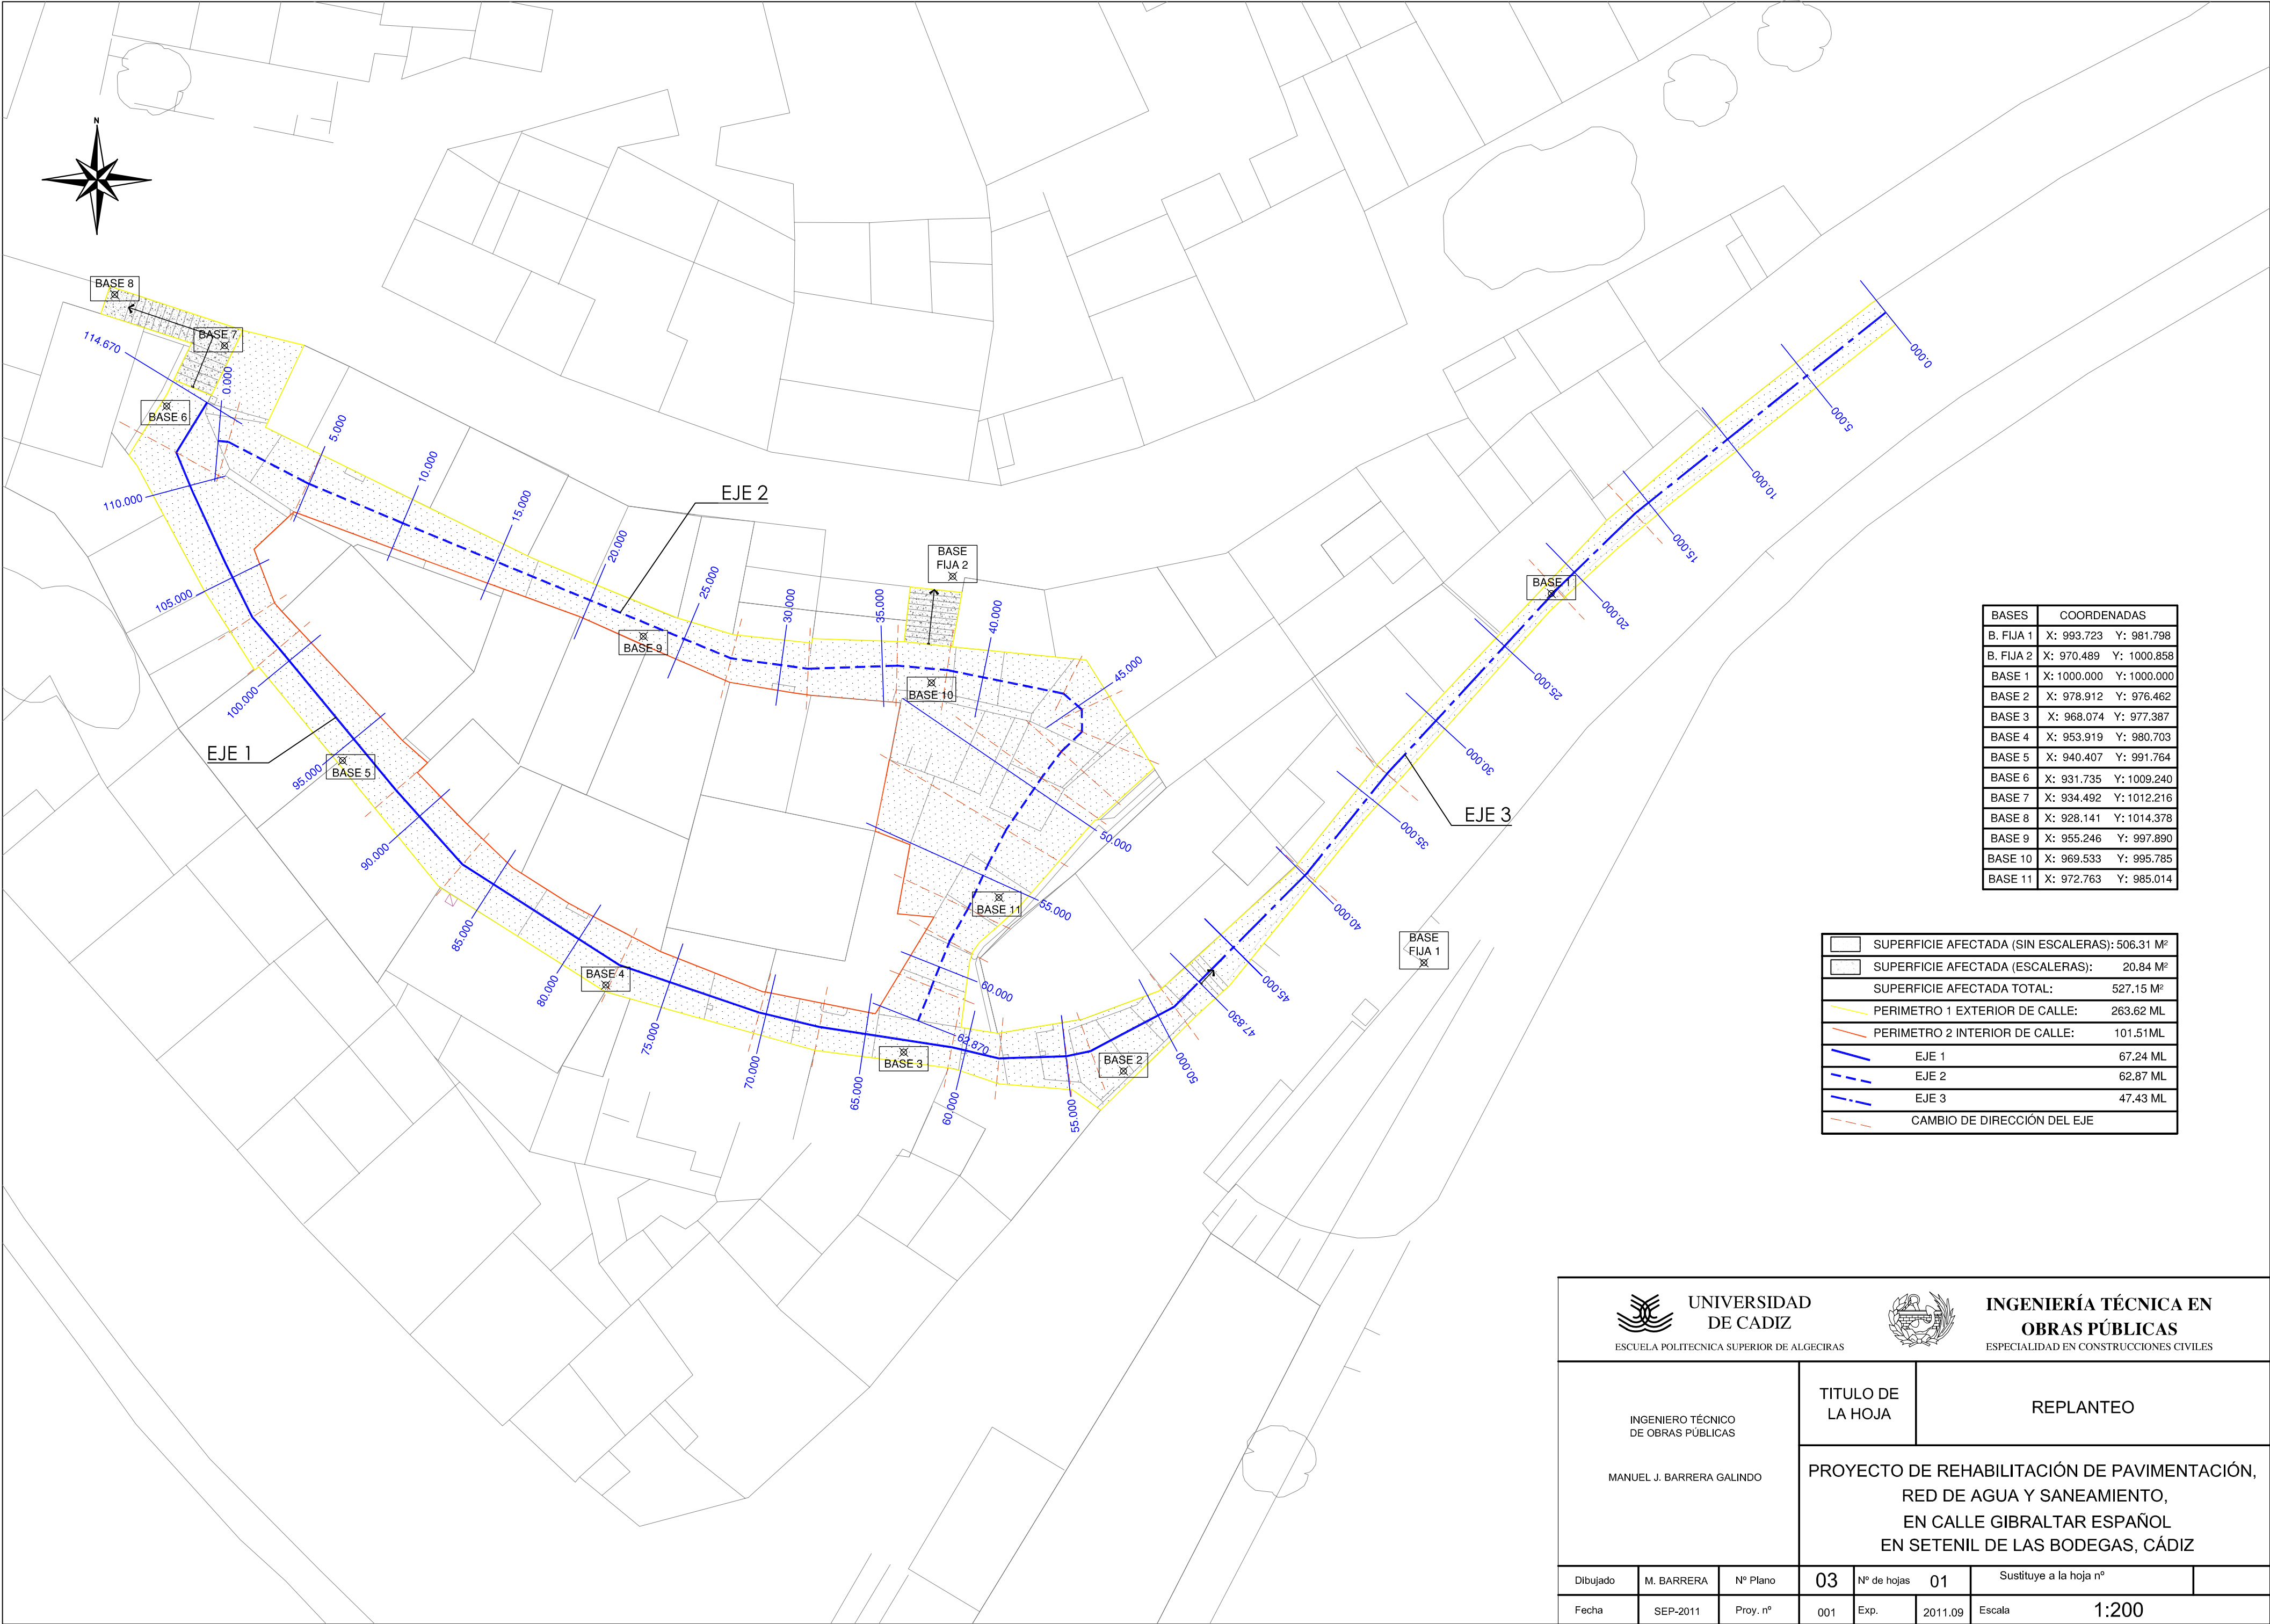 N
BASE 8
BASE 7
BASE 6
114.670
0.000
5.000
10.000
15.000
20.000
25.000
30.000
35.000
40.000
45.000
50.000
55.000
60.000
62.870
EJE 2
BASE
FIJA 2
BASE 9
BASE 10
BASE 11
110.000
105.000
100.000
95.000
90.000
85.000
80.000
75.000
70.000
65.000
60.000
55.000
50.000
47.830
EJE 1
BASE 5
BASE 4
BASE 3
BASE 2
0.000
5.000
10.000
15.000
20.000
25.000
30.000
35.000
40.000
45.000
BASE 1
EJE 3
BASE
FIJA 1
BASES COORDENADAS
B. FIJA 1 X: 993.723 Y: 981.798
B. FIJA 2 X: 970.489 Y: 1000.858
BASE 1 X: 1000.000 Y: 1000.000
BASE 2 X: 978.912 Y: 976.462
BASE 3 X: 968.074 Y: 977.387
BASE 4 X: 953.919 Y: 980.703
BASE 5 X: 940.407 Y: 991.764
BASE 6 X: 931.735 Y: 1009.240
BASE 7 X: 934.492 Y: 1012.216
BASE 8 X: 928.141 Y: 1014.378
BASE 9 X: 955.246 Y: 997.890
BASE 10 X: 969.533 Y: 995.785
BASE 11 X: 972.763 Y: 985.014
SUPERFICIE AFECTADA (SIN ESCALERAS): 506.31 M²
SUPERFICIE AFECTADA (ESCALERAS): 20.84 M²
SUPERFICIE AFECTADA TOTAL: 527.15 M²
PERIMETRO 1 EXTERIOR DE CALLE: 263.62 ML
PERIMETRO 2 INTERIOR DE CALLE: 101.51ML
EJE 1 67.24 ML
EJE 2 62.87 ML
EJE 3 47.43 ML
CAMBIO DE DIRECCIÓN DEL EJE
UNIVERSIDAD
DE CADIZ
ESCUELA POLITECNICA SUPERIOR DE ALGECIRAS
INGENIERÍA TÉCNICA EN
OBRAS PÚBLICAS
ESPECIALIDAD EN CONSTRUCCIONES CIVILES
INGENIERO TÉCNICO
DE OBRAS PÚBLICAS
MANUEL J. BARRERA GALINDO
TITULO DE
LA HOJA
REPLANTEO
PROYECTO DE REHABILITACIÓN DE PAVIMENTACIÓN,
RED DE AGUA Y SANEAMIENTO,
EN CALLE GIBRALTAR ESPAÑOL
EN SETENIL DE LAS BODEGAS, CÁDIZ
Dibujado M. BARRERA Nº Plano 03 Nº de hojas 01 Sustituye a la hoja nº
Fecha SEP-2011 Proy. nº 001 Exp. 2011.09 Escala 1:200